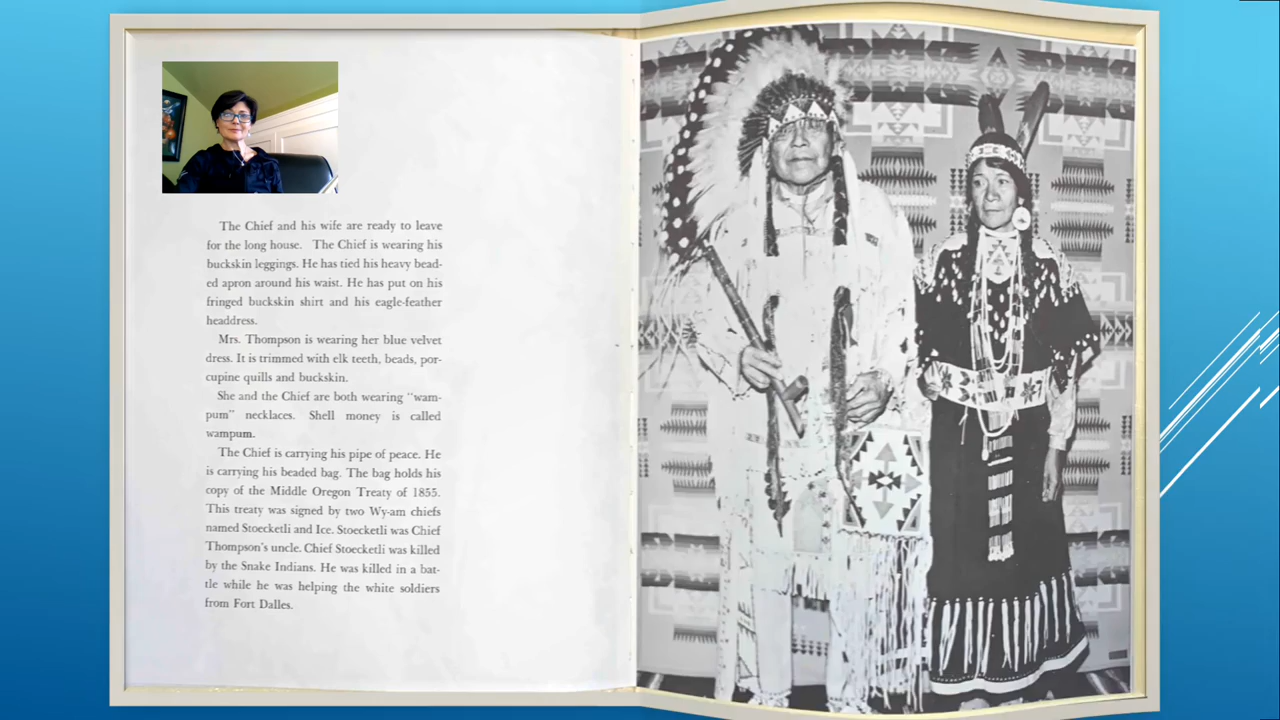 The Chief and his wife are ready to leave
for the long house. The Chief is wearing his
buckskin leggings. He has tied his heavy bead-
ed apron around his waist. He has put on his
fringed buckskin shirt and his eagle-feather
headdress.
Mrs. Thompson is wearing her blue velvet
dress. It is trimmed with elk teeth, beads, por-
cupine quills and buckskin.
She and the Chief are both wearing “wam-
pum” necklaces. Shell money is called
wampum.
The Chief is carrying his pipe of peace. He
is carrying his beaded bag. The bag holds his
copy of the Middle Oregon Treaty of 1855.
This treaty was signed by two Wy-am chiefs
named Stoecketli and Ice. Stoecketli was Chief
Thompson's uncle. Chief Stoecketli was killed
by the Snake Indians. He was killed in a bat-
tle while he was helping the white soldiers
from Fort Dalles.